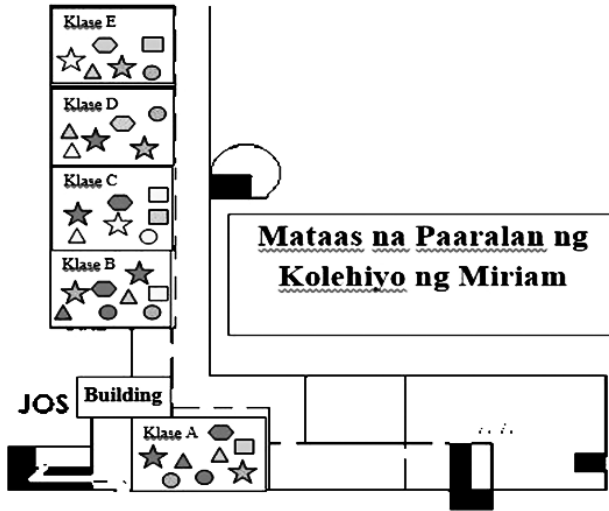 Klase E
Klase D
Klase C
Mataas na Paaralan ng
Kolehiyo ng Miriam
Klase B
JOS
Building
Klase A